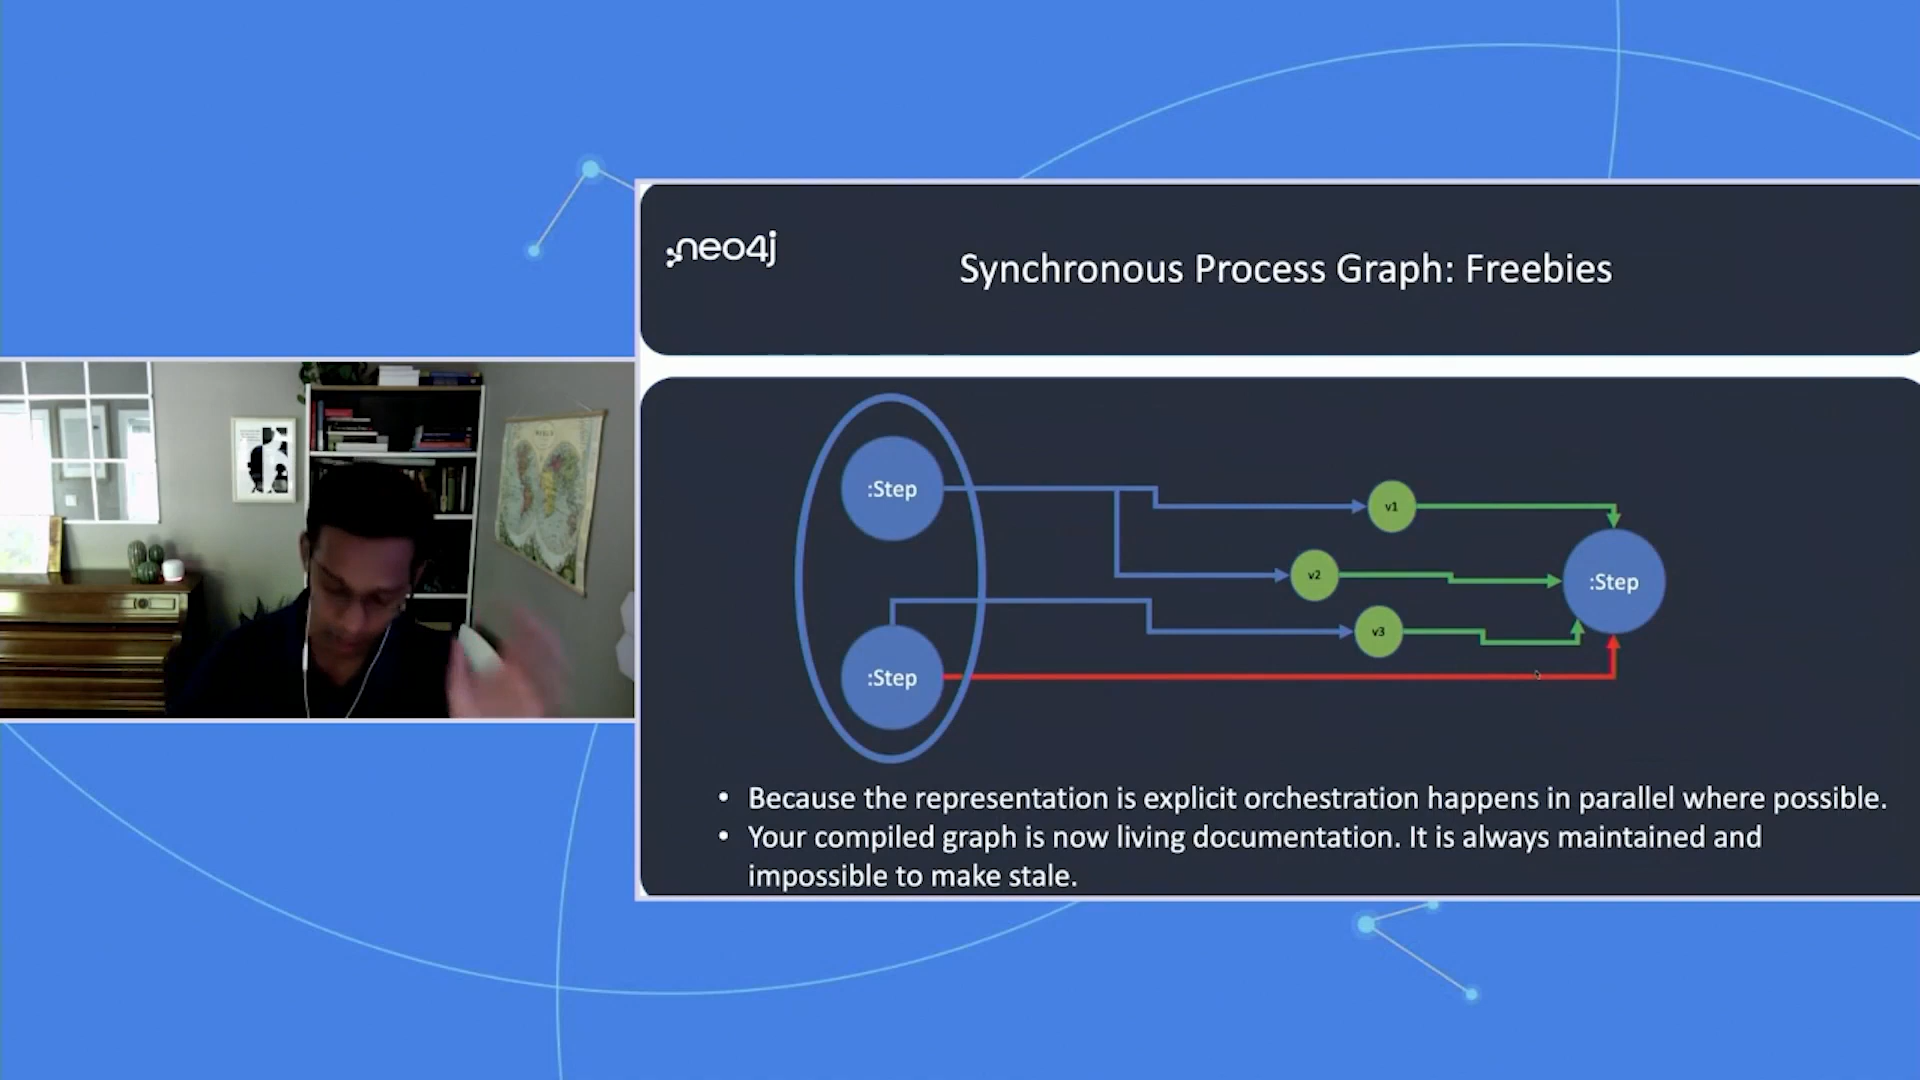 neo4j
Synchronous Process Graph: Freebies
:Step
v1
v2
:Step
v3
:Step
• Because the representation is explicit orchestration happens in parallel where possible.
• Your compiled graph is now living documentation. It is always maintained and
impossible to make stale.